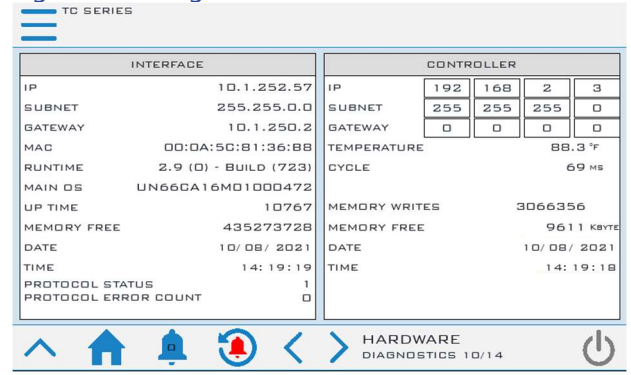 TC SERIES
INTERFACE
IP 10.1.252.57
SUBNET 255.255.0.0
GATEWAY 10.1.250.2
MAC 00:0A:5C:81:36:B8
RUNTIME 2.9 (0) - BUILD (723)
MAIN OS UN66CA16M01000472
UP TIME 10767
MEMORY FREE 435273728
DATE 10/ 08/ 2021
TIME 14: 19: 19
PROTOCOL STATUS 1
PROTOCOL ERROR COUNT 0
CONTROLLER
IP 192 168 2 3
SUBNET 255 255 255 0
GATEWAY 0 0 0 0
TEMPERATURE 88.3 °F
CYCLE 69 MS
MEMORY WRITES 3066356
MEMORY FREE 9611 KBYTE
DATE 10/ 08/ 2021
TIME 14: 19: 18
0
HARDWARE
DIAGNOSTICS 10/14